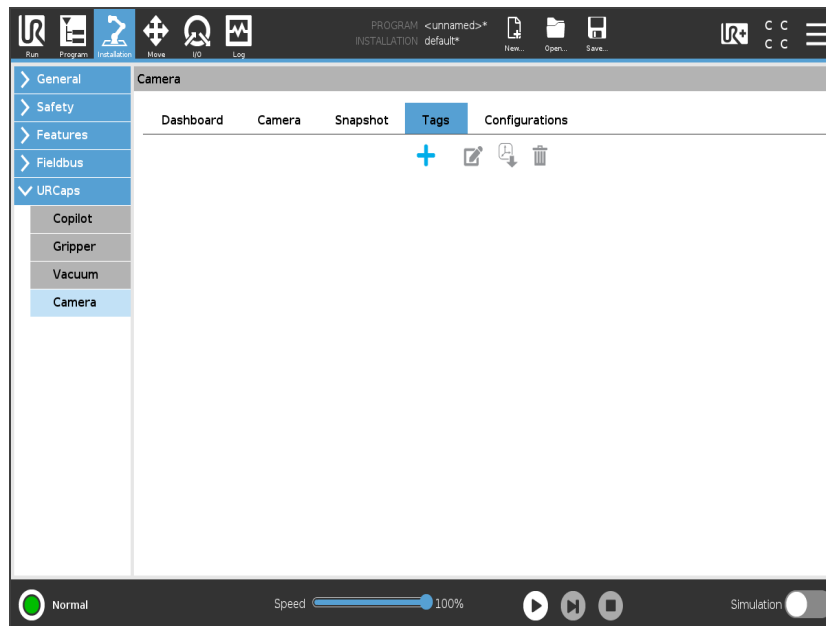 PROGRAM <unnamed>*
INSTALLATION default*
UR+
C C
C C
Run Program Installation Move I/O Log New... Open... Save...
General
Camera
Safety
Features
Fieldbus
URCaps
Copilot
Gripper
Vacuum
Camera
Dashboard Camera Snapshot Tags Configurations
Normal
Speed 100%
Simulation